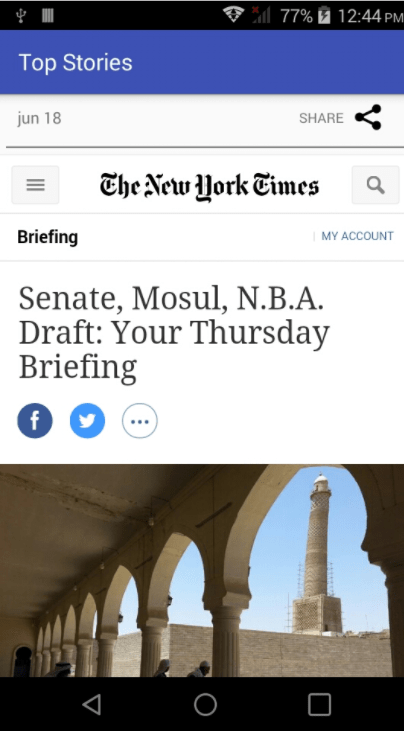 77% 12:44 PM
Top Stories
jun 18 SHARE
The New York Times
Briefing MY ACCOUNT
Senate, Mosul, N.B.A.
Draft: Your Thursday
Briefing